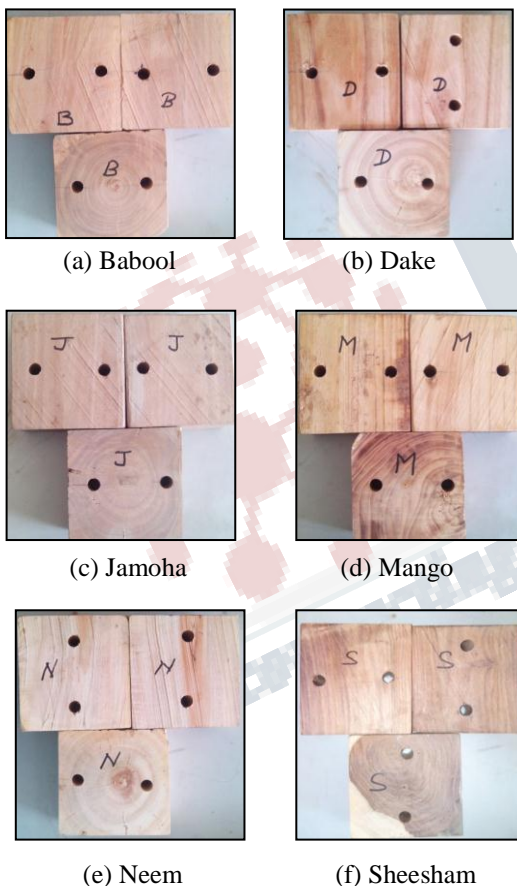 B B
B
(a) Babool
D D
D
(b) Dake
J J
J
(c) Jamoha
M M
M
(d) Mango
N N
N
(e) Neem
S S
S
(f) Sheesham